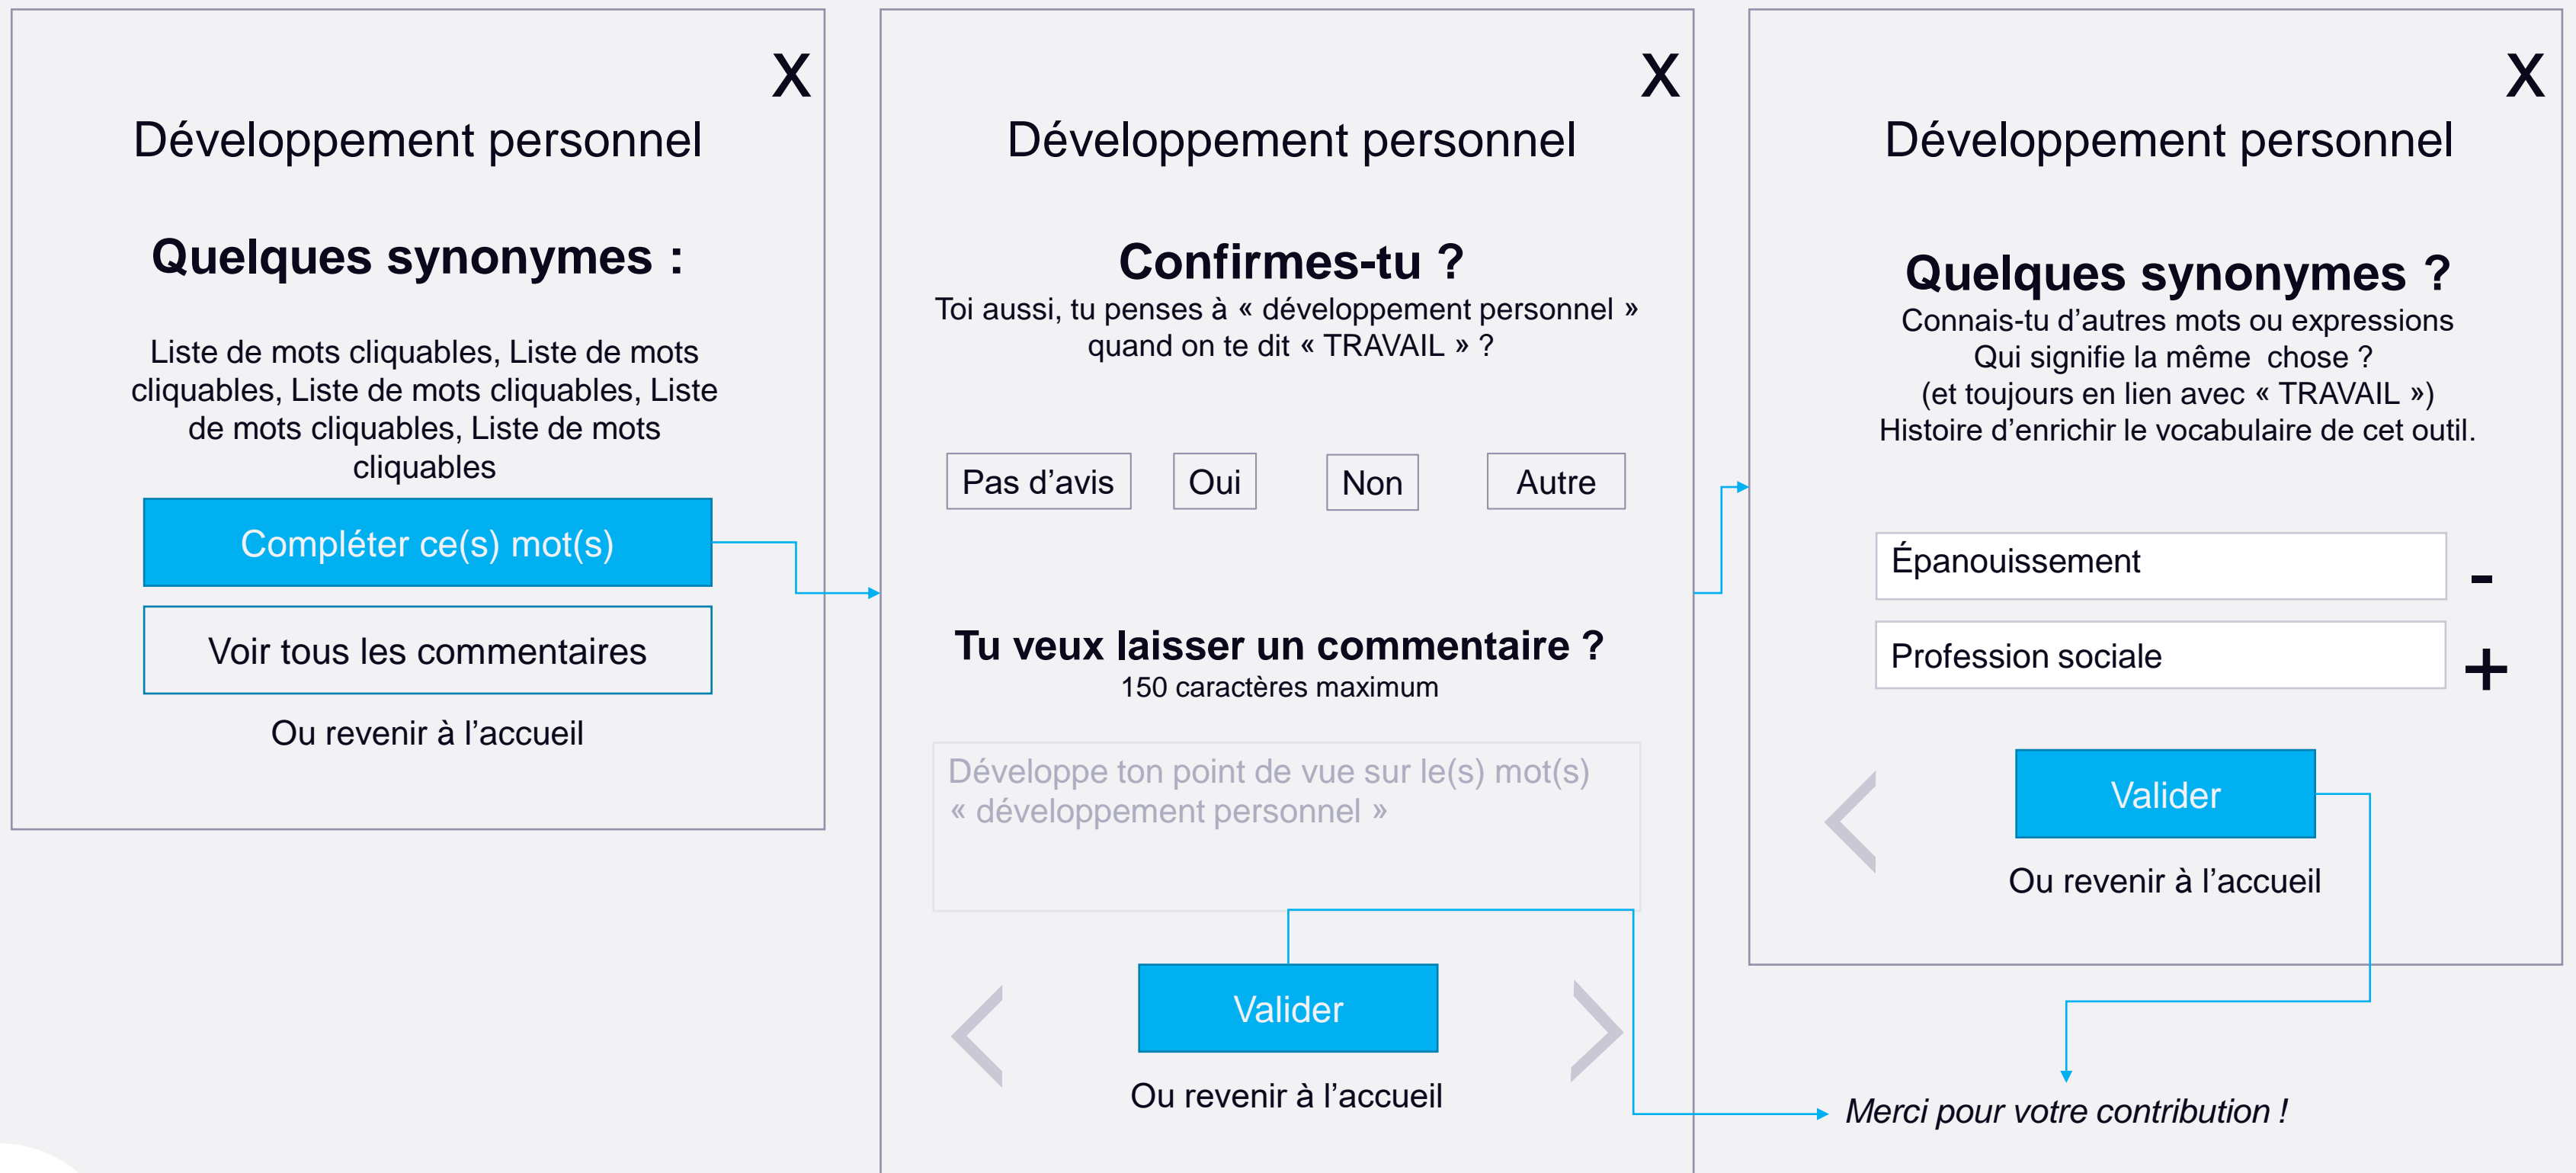 X
Développement personnel
Quelques synonymes :
Liste de mots cliquables, Liste de mots
cliquables, Liste de mots cliquables, Liste
de mots cliquables, Liste de mots
cliquables
Compléter ce(s) mot(s)
Voir tous les commentaires
Ou revenir à l’accueil
X
Développement personnel
Confirmes-tu ?
Toi aussi, tu penses à « développement personnel »
quand on te dit « TRAVAIL » ?
Pas d’avis
Oui
Non
Autre
Tu veux laisser un commentaire ?
150 caractères maximum
Développe ton point de vue sur le(s) mot(s)
« développement personnel »
Valider
Ou revenir à l’accueil
X
Développement personnel
Quelques synonymes ?
Connais-tu d’autres mots ou expressions
Qui signifie la même  chose ?
(et toujours en lien avec « TRAVAIL »)
Histoire d’enrichir le vocabulaire de cet outil.
Épanouissement
-
Profession sociale
+
Valider
Ou revenir à l’accueil
Merci pour votre contribution !